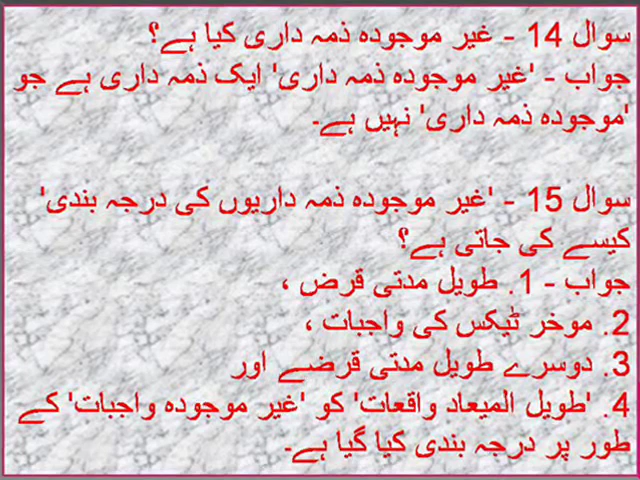 سوال 14 - غیر موجودہ ذمہ داری کیا ہے؟
جواب - 'غیر موجودہ ذمہ داری' ایک ذمہ داری ہے جو
'موجودہ ذمہ داری' نہیں ہے۔
سوال 15 - 'غیر موجودہ ذمہ داریوں کی درجہ بندی'
کیسے کی جاتی ہے؟
جواب - 1. طویل مدتی قرض ،
2. موخر ٹیکس کی واجبات ،
3. دوسرے طویل مدتی قرضے اور
4. 'طویل المیعاد واقعات' کو 'غیر موجودہ واجبات' کے
طور پر درجہ بندی کیا گیا ہے۔